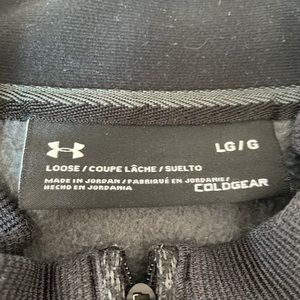 LG/G
LOOSE/COUPE LÂCHE/SUELTO
MADE IN JORDAN/FABRIQUÉ EN JORDANIE/
HECHO EN JORDANIA
COLDGEAR